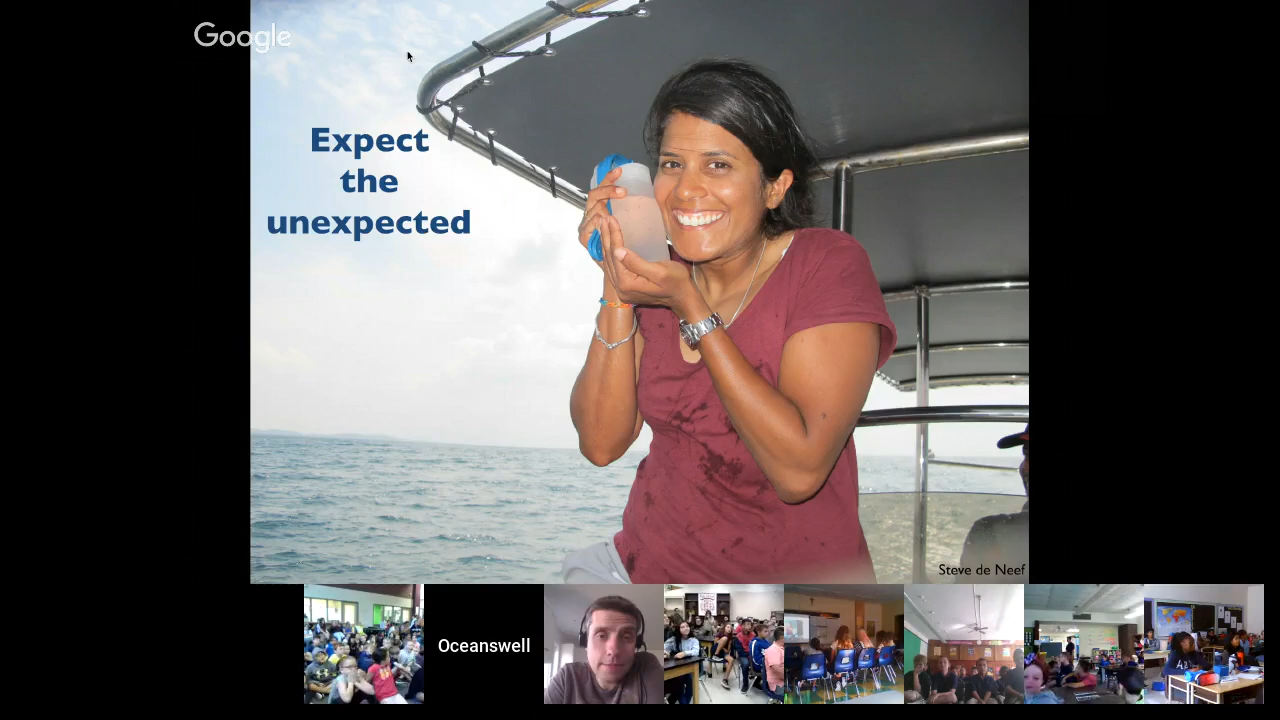 Google
Expect
the
unexpected
Steve de Neef
Oceanswell